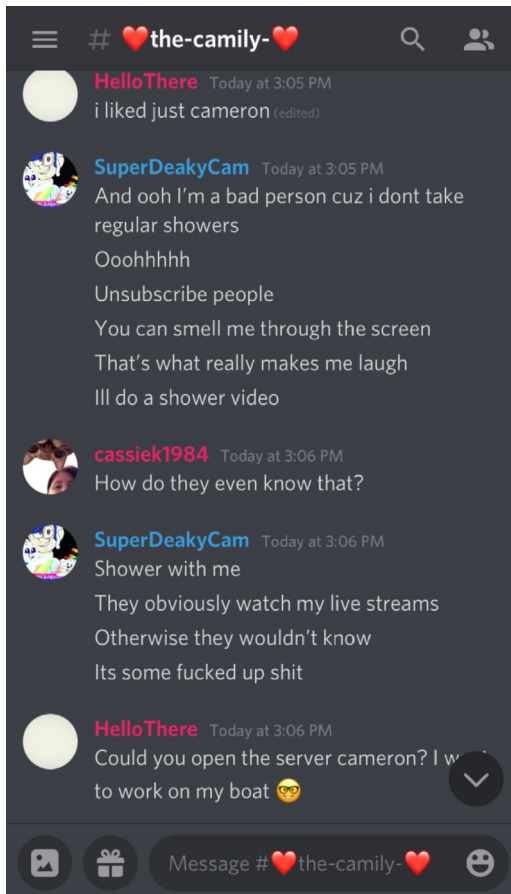 # ❤️the-camily-❤️
HelloThere Today at 3:05 PM
i liked just cameron (edited)
SuperDeakyCam Today at 3:05 PM
And ooh I’m a bad person cuz i dont take
regular showers
Ooohhhhh
Unsubscribe people
You can smell me through the screen
That’s what really makes me laugh
Ill do a shower video
cassiek1984 Today at 3:06 PM
How do they even know that?
SuperDeakyCam Today at 3:06 PM
Shower with me
They obviously watch my live streams
Otherwise they wouldn’t know
Its some fucked up shit
HelloThere Today at 3:06 PM
Could you open the server cameron? I
to work on my boat 🤓
Message #❤️the-camily-❤️